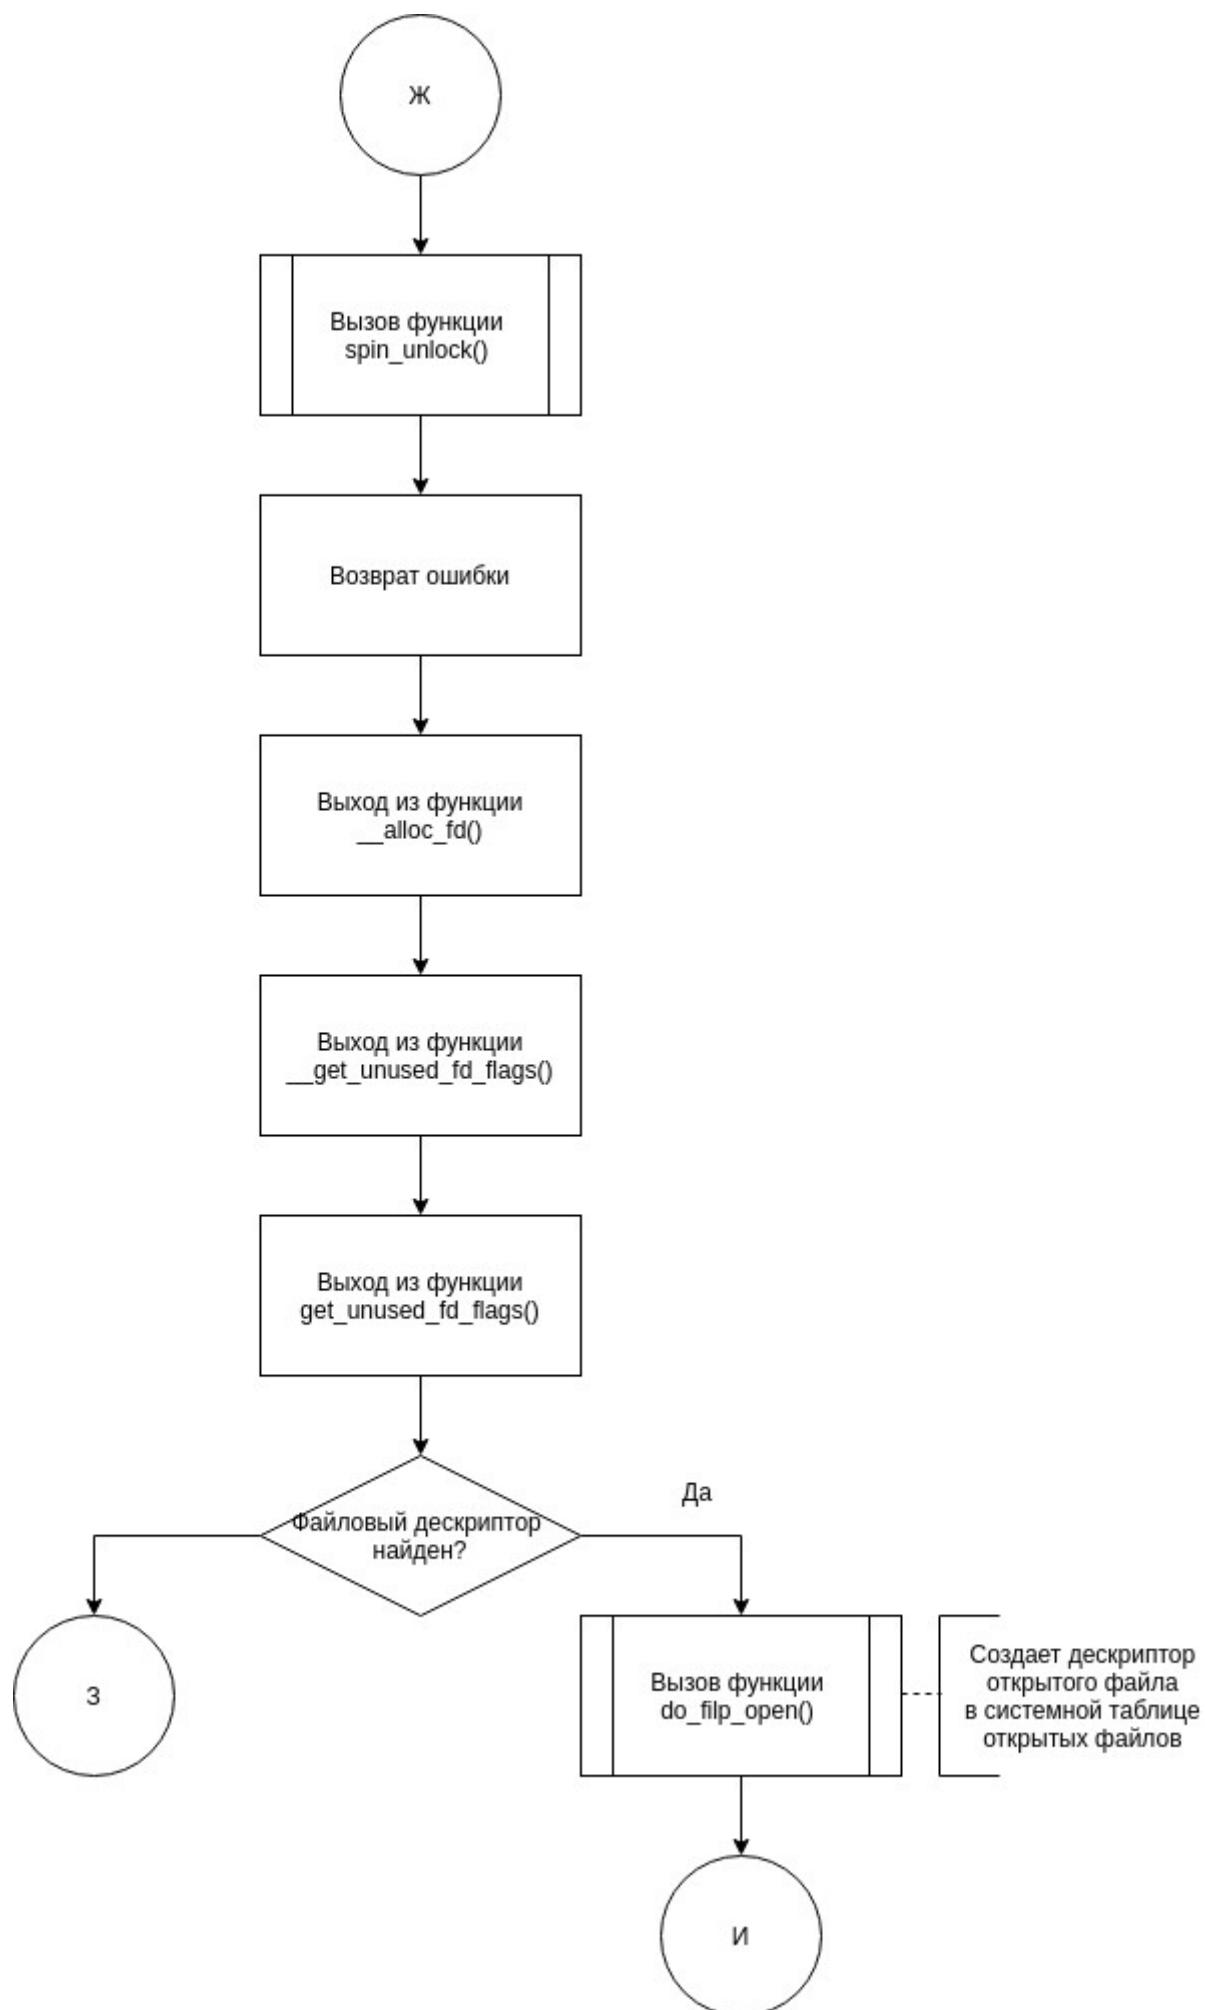 Ж
Вызов функции
spin_unlock()
Возврат ошибки
Выход из функции
__alloc_fd()
Выход из функции
__get_unused_fd_flags()
Выход из функции
get_unused_fd_flags()
Да
Файловый дескриптор
найден?
З
Вызов функции
do_filp_open()
Создает дескриптор
открытого файла
в системной таблице
открытых файлов
И